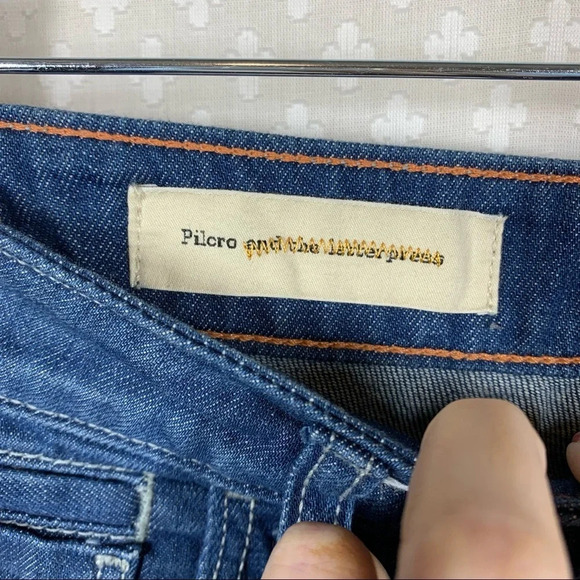 Pilcro and the letterpress